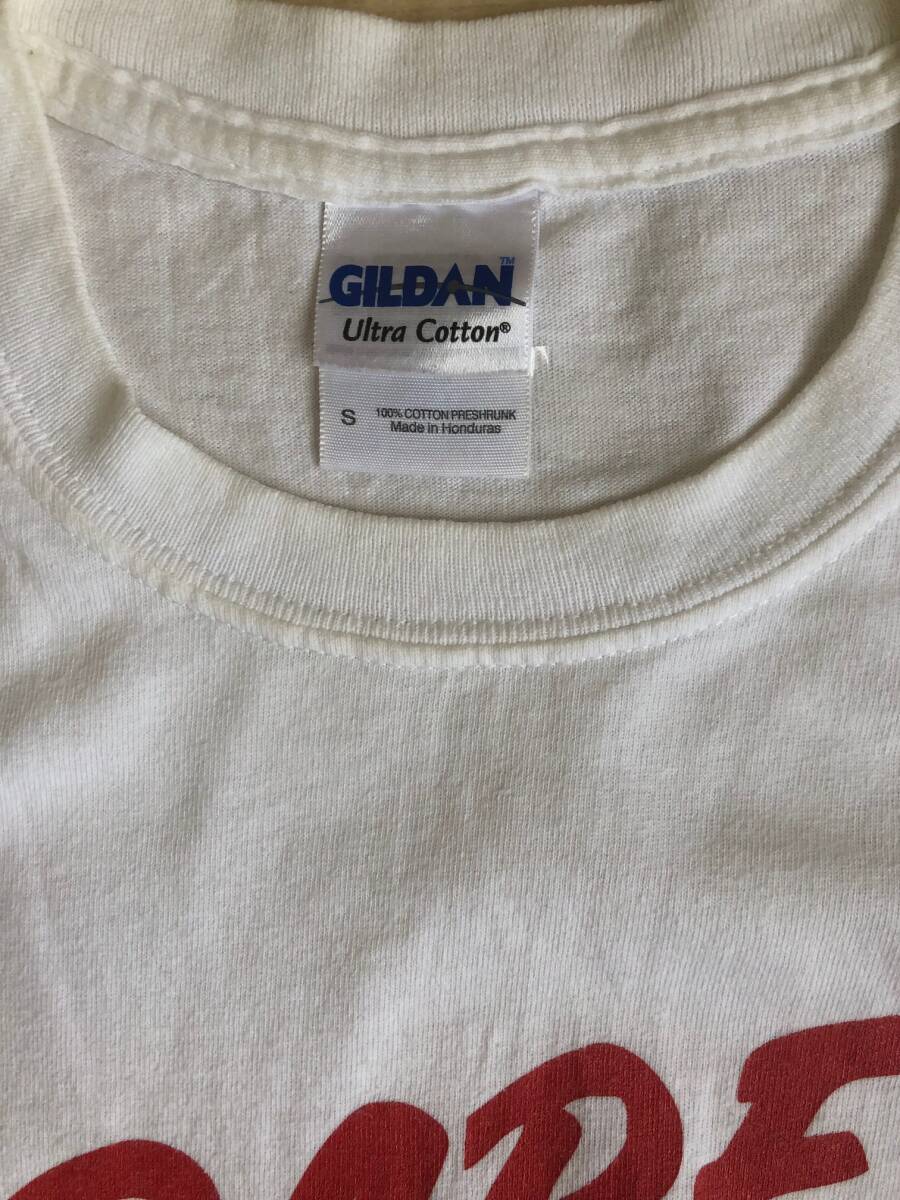 GILDAN™
Ultra Cotton®
S 100% COTTON PRESHRUNK
Made in Honduras